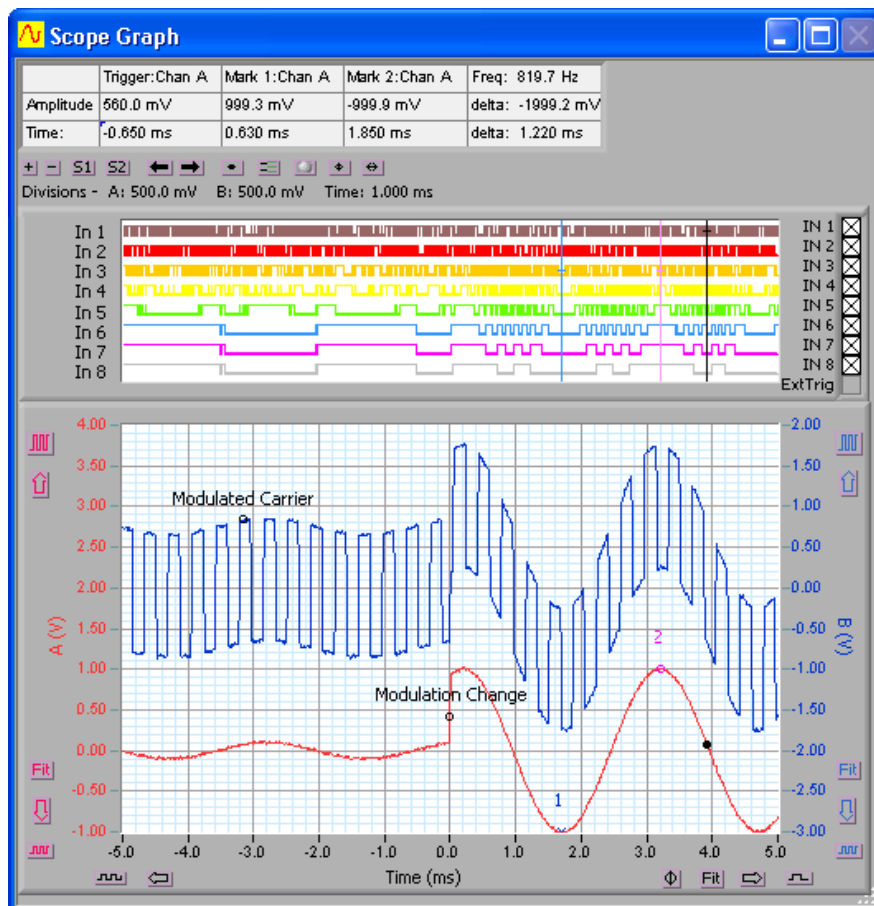 Scope Graph
Trigger:Chan A Mark 1:Chan A Mark 2:Chan A Freq: 819.7 Hz
Amplitude 560.0 mV 999.3 mV -999.9 mV delta: -1999.2 mV
Time: -0.650 ms 0.630 ms 1.850 ms delta: 1.220 ms
+ - S1 S2
Divisions - A: 500.0 mV B: 500.0 mV Time: 1.000 ms
In 1 IN 1
In 2 IN 2
In 3 IN 3
In 4 IN 4
In 5 IN 5
In 6 IN 6
In 7 IN 7
In 8 IN 8
ExtTrig
4.00 2.00
3.50 1.50
3.00 1.00
Modulated Carrier
2.50 0.50
2.00 0.00
1.50 -0.50
A (V) B (V)
2
1.00 -1.00
Modulation Change
0.50 -1.50
0.00 -2.00
Fit -0.50 -2.50 Fit
1
-1.00 -3.00
-5.0 -4.0 -3.0 -2.0 -1.0 0.0 1.0 2.0 3.0 4.0 5.0
Time (ms) Fit